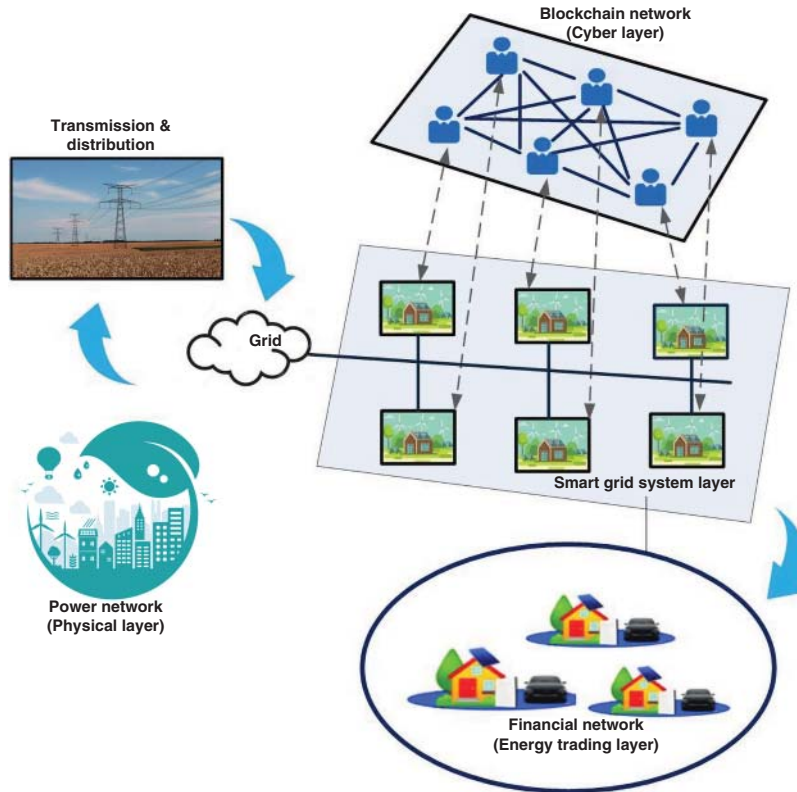 Blockchain network
(Cyber layer)
Transmission &
distribution
Grid
Smart grid system layer
Power network
(Physical layer)
Financial network
(Energy trading layer)